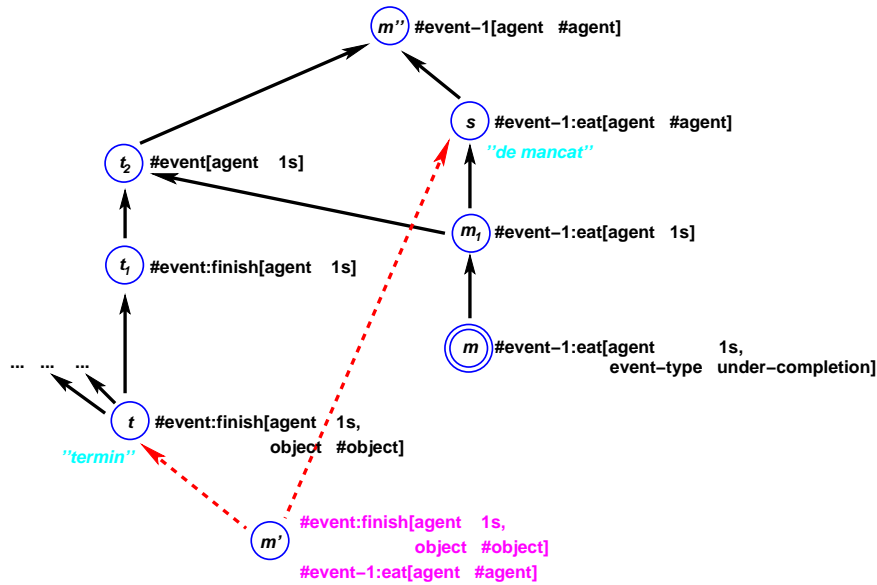 m'' #event−1[agent #agent]
s #event−1:eat[agent #agent]
''de mancat''
t2 #event[agent 1s]
m1 #event−1:eat[agent 1s]
t1 #event:finish[agent 1s]
m #event−1:eat[agent 1s,
event−type under−completion]
... ... ...
t #event:finish[agent 1s,
object #object]
''termin''
m' #event:finish[agent 1s,
object #object]
#event−1:eat[agent #agent]